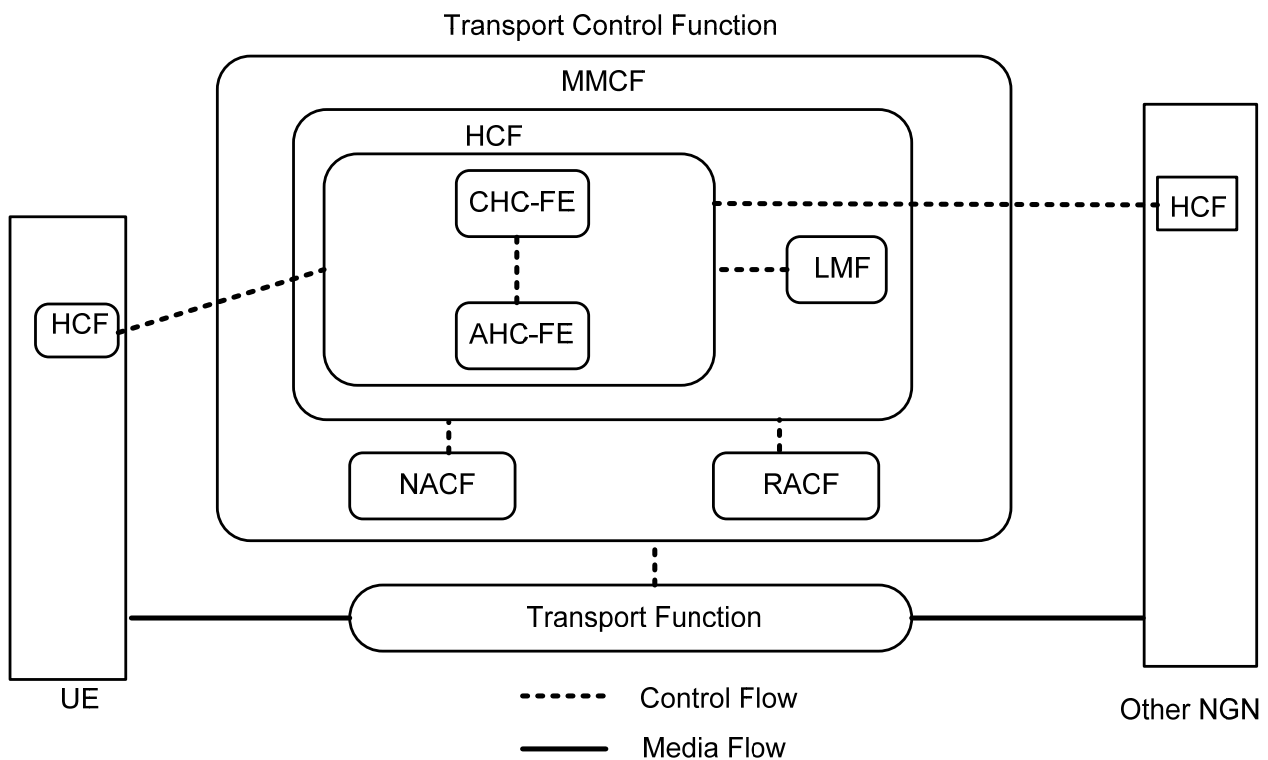 Transport Control Function
MMCF
HCF
CHC-FE
HCF
LMF
HCF
AHC-FE
NACF
RACF
Transport Function
UE
Control Flow
Other NGN
Media Flow